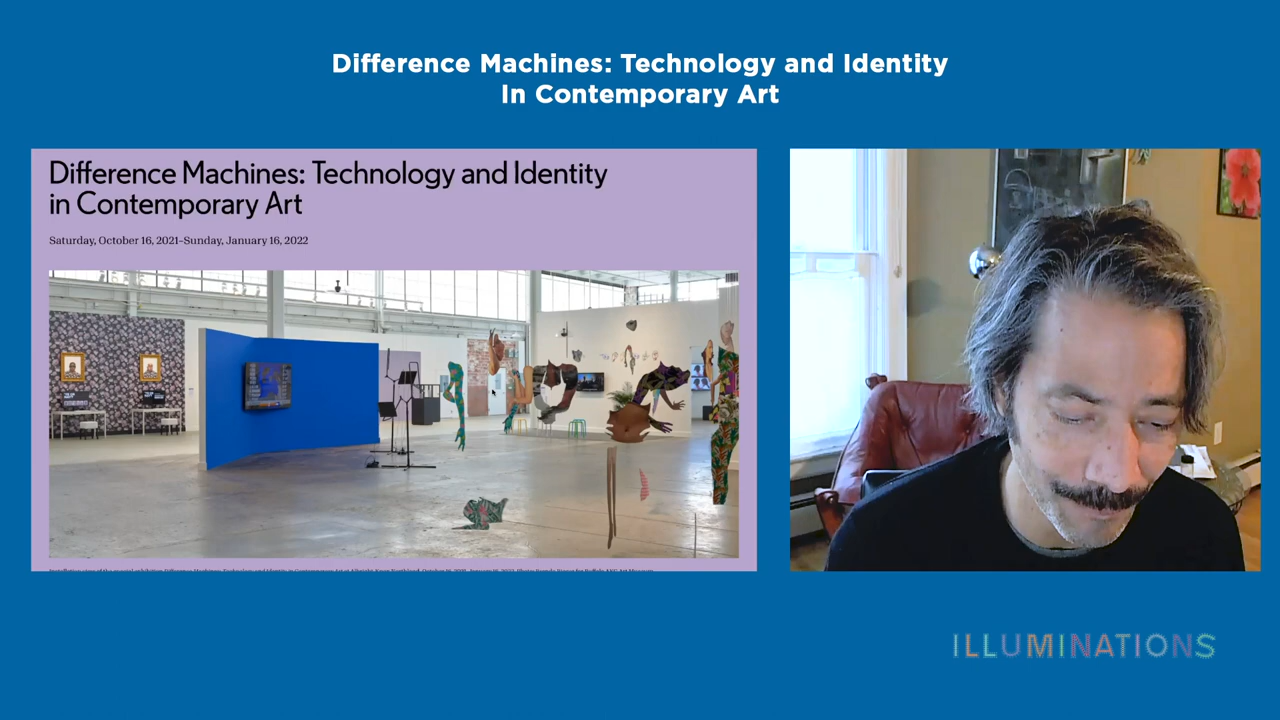 Difference Machines: Technology and Identity
In Contemporary Art
Difference Machines: Technology and Identity
in Contemporary Art
Saturday, October 16, 2021–Sunday, January 16, 2022
ILLUMINATIONS